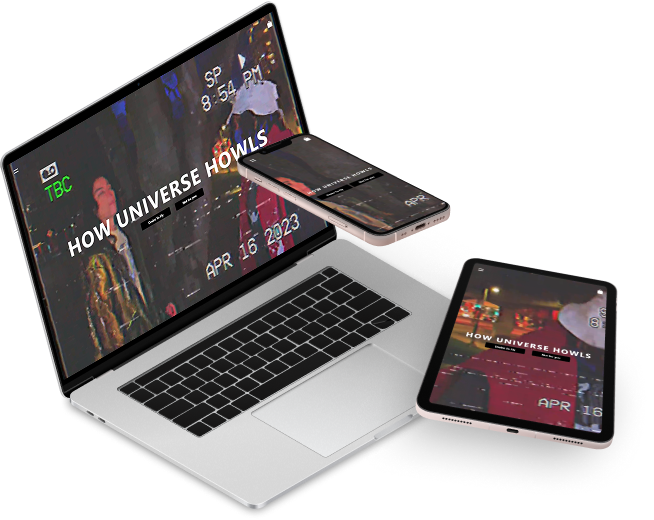 SP
8:54 PM
TBC
HOW UNIVERSE HOWLS
APR 16 2023
HOW UNIVERSE HOWLS
APR
8
HOW UNIVERSE HOWLS
APR 16